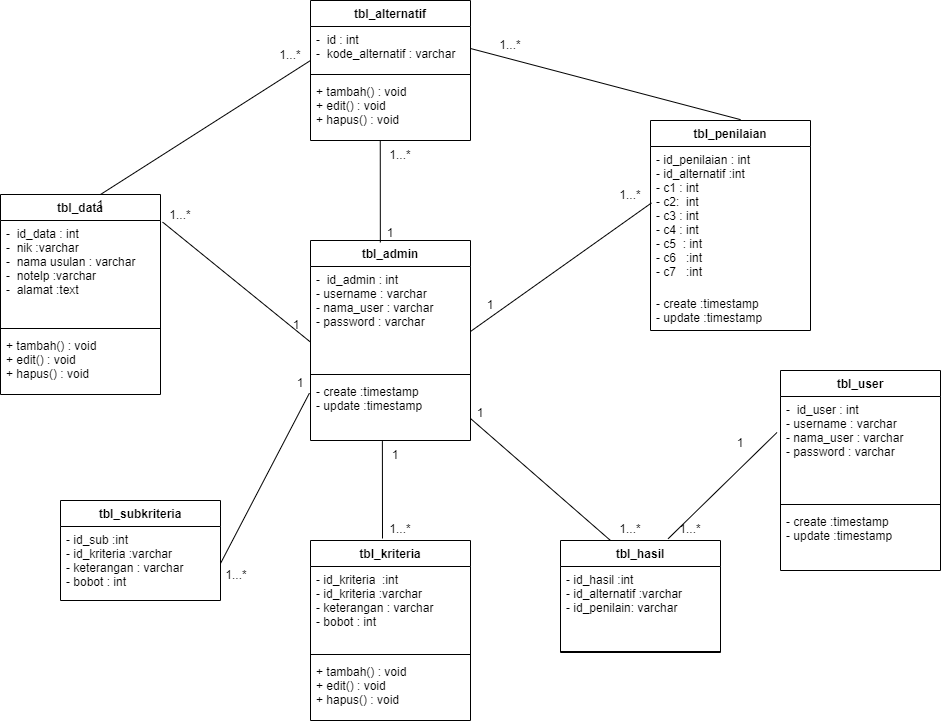 tbl_alternatif
- id : int
- kode_alternatif : varchar
+ tambah() : void
+ edit() : void
+ hapus() : void
1...*
1...*
1...*
tbl_penilaian
- id_penilaian : int
- id_alternatif :int
- c1 : int
- c2: int
- c3 : int
- c4 : int
- c5 : int
- c6 :int
- c7 :int
- create :timestamp
- update :timestamp
1...*
1
tbl_data
1
- id_data : int
- nik :varchar
- nama usulan : varchar
- notelp :varchar
- alamat :text
+ tambah() : void
+ edit() : void
+ hapus() : void
1...*
1
1
tbl_admin
- id_admin : int
- username : varchar
- nama_user : varchar
- password : varchar
- create :timestamp
- update :timestamp
1
1
1
tbl_user
- id_user : int
- username : varchar
- nama_user : varchar
- password : varchar
- create :timestamp
- update :timestamp
1
tbl_subkriteria
- id_sub :int
- id_kriteria :varchar
- keterangan : varchar
- bobot : int
1...*
1...*
tbl_kriteria
- id_kriteria :int
- id_kriteria :varchar
- keterangan : varchar
- bobot : int
+ tambah() : void
+ edit() : void
+ hapus() : void
1...*
1...*
tbl_hasil
- id_hasil :int
- id_alternatif :varchar
- id_penilain: varchar